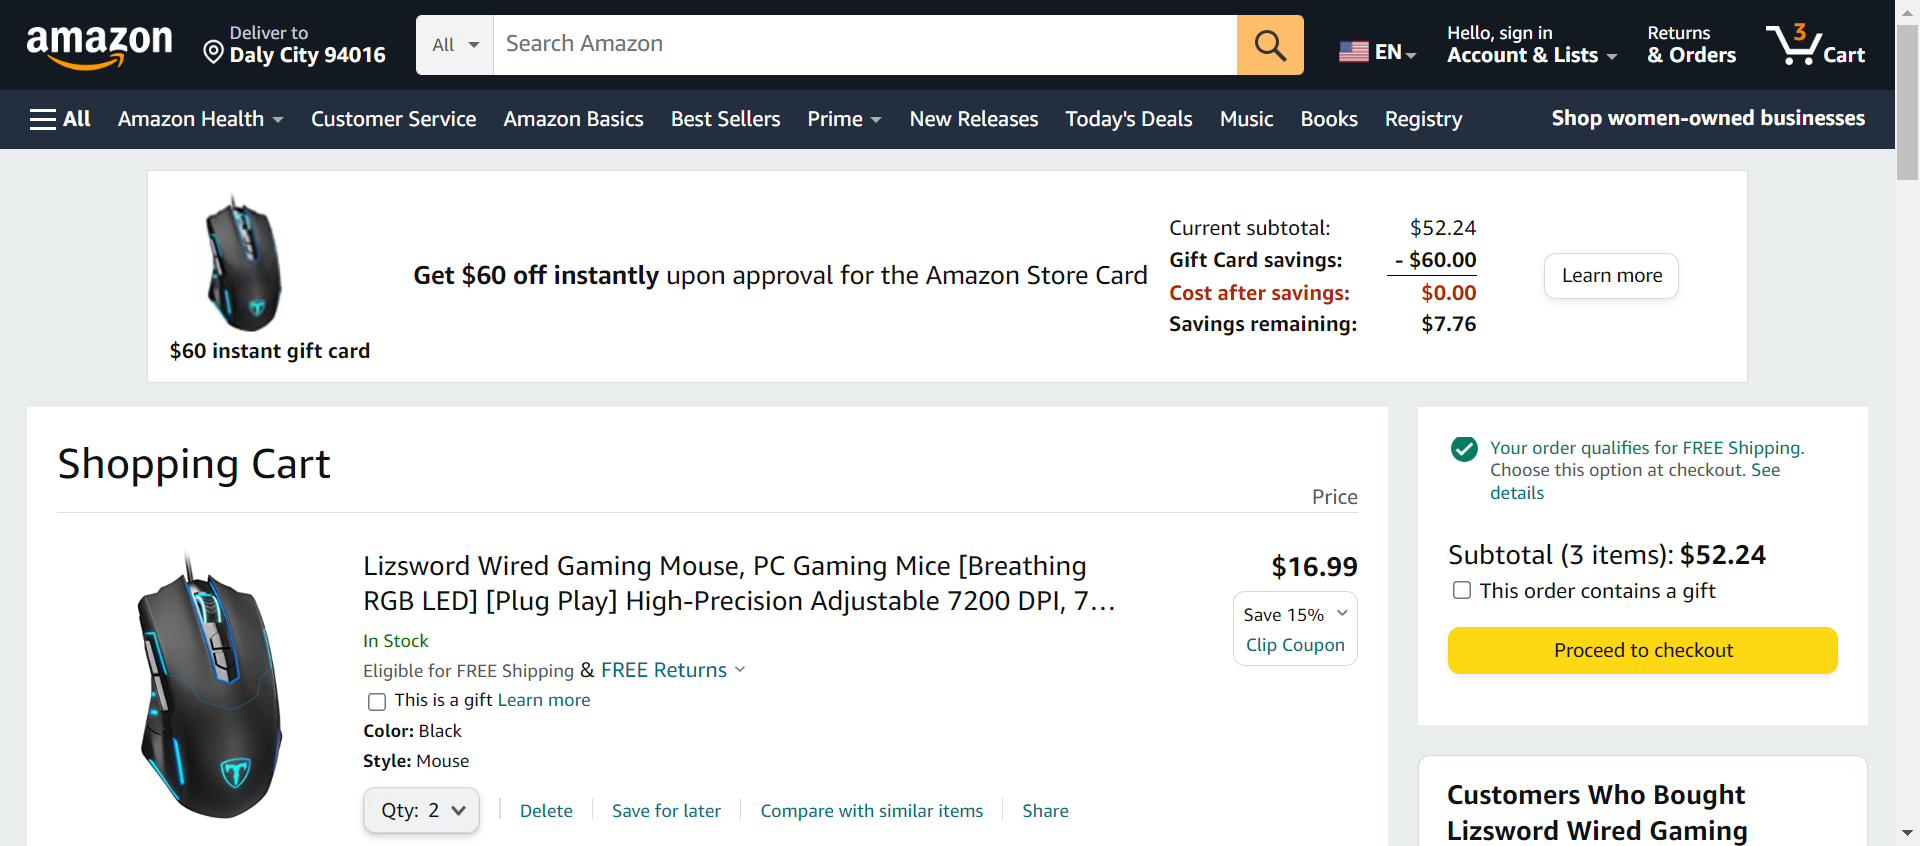 amazon
Deliver to
Daly City 94016
All
Search Amazon
EN
Hello, sign in
Account & Lists
Returns
& Orders
3
Cart
All
Amazon Health
Customer Service
Amazon Basics
Best Sellers
Prime
New Releases
Today's Deals
Music
Books
Registry
Shop women-owned businesses
$60 instant gift card
Get $60 off instantly upon approval for the Amazon Store Card
Current subtotal: $52.24
Gift Card savings: - $60.00
Cost after savings: $0.00
Savings remaining: $7.76
Learn more
Shopping Cart
Price
Lizsword Wired Gaming Mouse, PC Gaming Mice [Breathing
RGB LED] [Plug Play] High-Precision Adjustable 7200 DPI, 7…
$16.99
Save 15%
Clip Coupon
In Stock
Eligible for FREE Shipping & FREE Returns
This is a gift Learn more
Color: Black
Style: Mouse
Qty: 2
Delete
Save for later
Compare with similar items
Share
Your order qualifies for FREE Shipping.
Choose this option at checkout. See
details
Subtotal (3 items): $52.24
This order contains a gift
Proceed to checkout
Customers Who Bought
Lizsword Wired Gaming